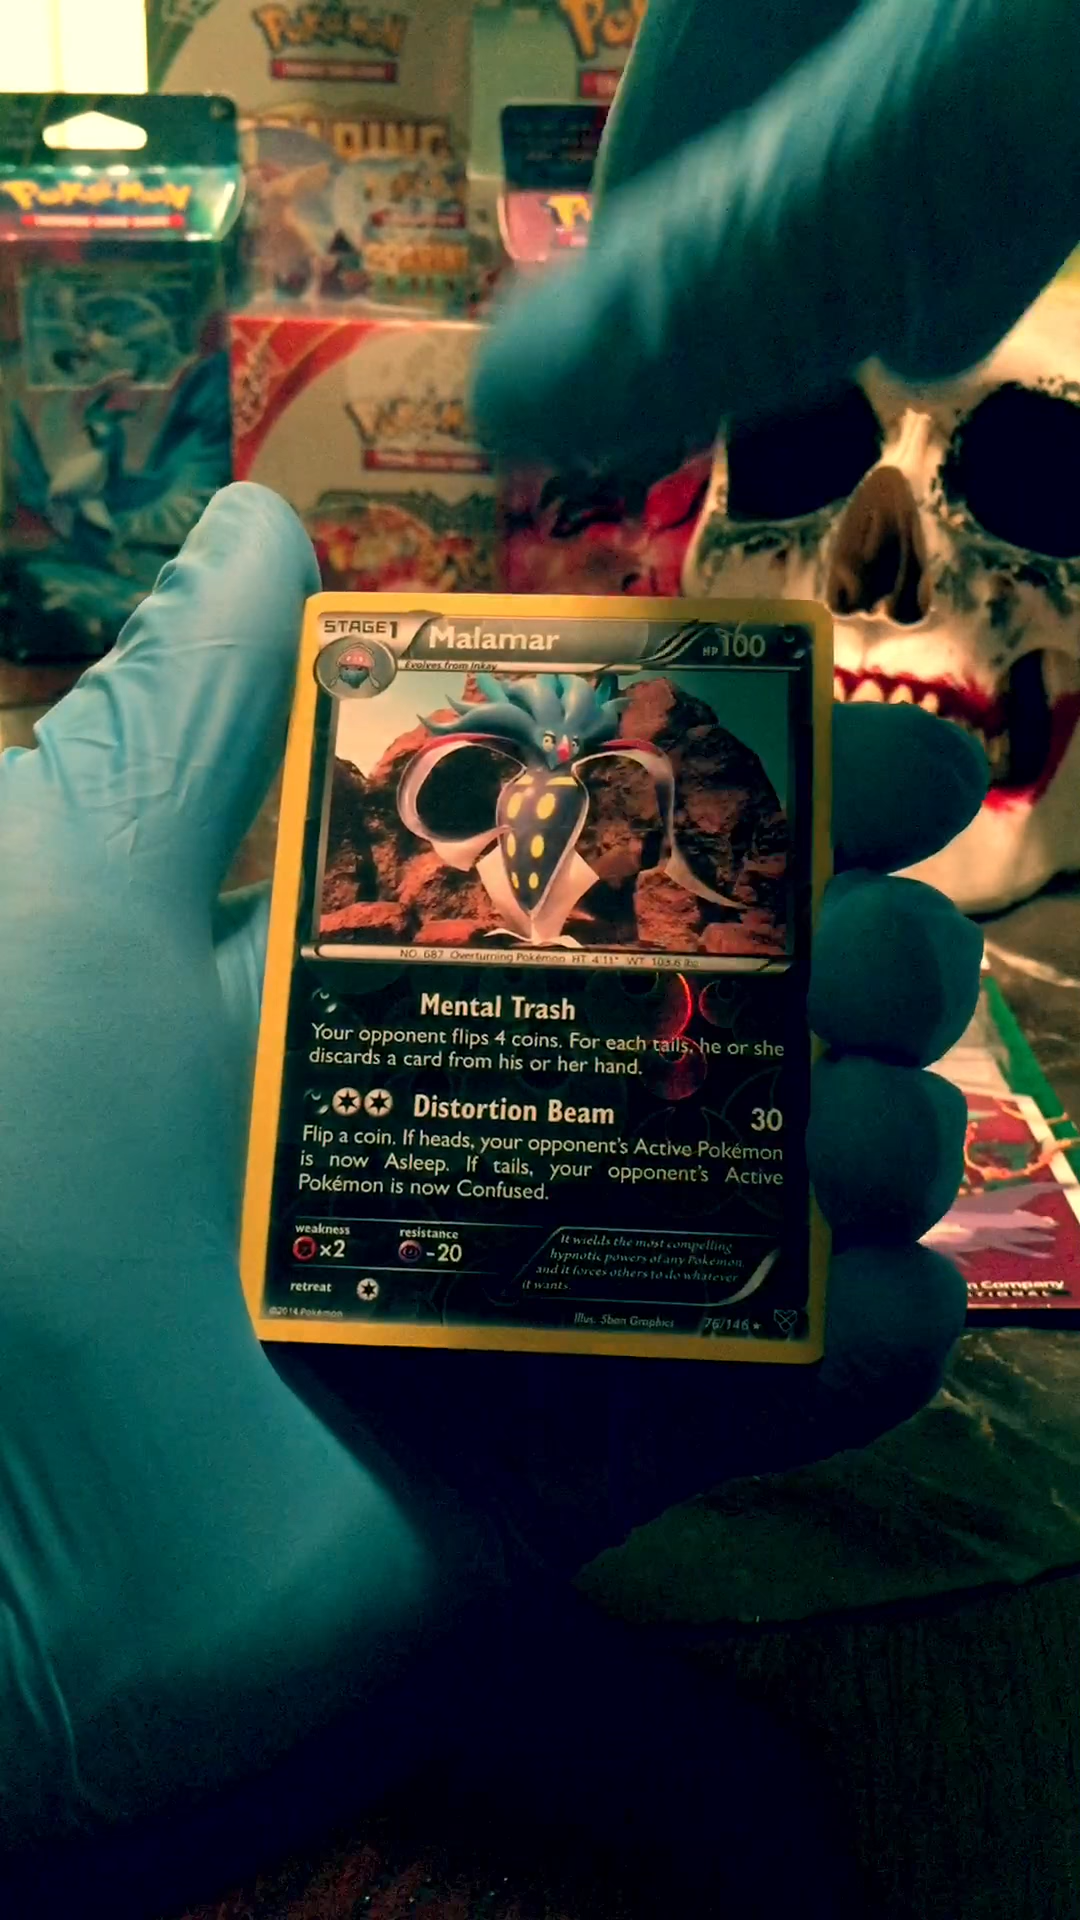 Pokémon
Pokémon
STAGE1 Malamar HP 100
Evolves from Inkay
NO. 687 Overturning Pokémon HT. 4'11" WT. 103.6 lbs.
Mental Trash
Your opponent flips 4 coins. For each tails, he or she
discards a card from his or her hand.
Distortion Beam 30
Flip a coin. If heads, your opponent's Active Pokémon
is now Asleep. If tails, your opponent's Active
Pokémon is now Confused.
weakness resistance
×2 -20
It wields the most compelling
hypnotic powers of any Pokémon,
and it forces others to do whatever
it wants.
retreat
©2014 Pokémon
Illus. 5ban Graphics 76/146
Company